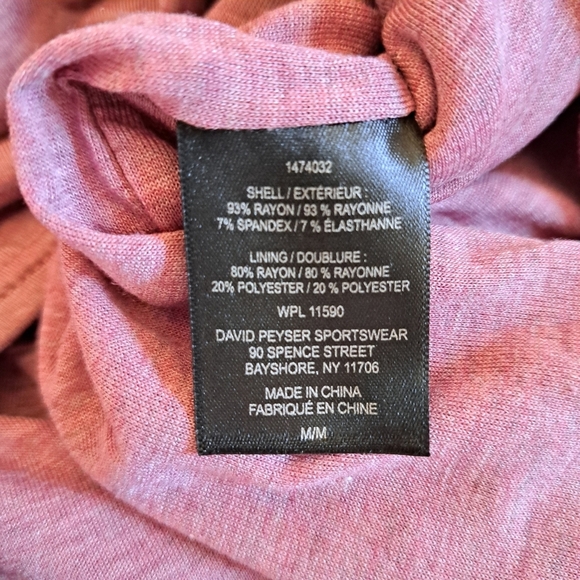 1474032
SHELL / EXTÉRIEUR :
93% RAYON / 93 % RAYONNE
7% SPANDEX / 7 % ÉLASTHANNE
LINING / DOUBLURE :
80% RAYON / 80 % RAYONNE
20% POLYESTER / 20 % POLYESTER
WPL 11590
DAVID PEYSER SPORTSWEAR
90 SPENCE STREET
BAYSHORE, NY 11706
MADE IN CHINA
FABRIQUÉ EN CHINE
M/M